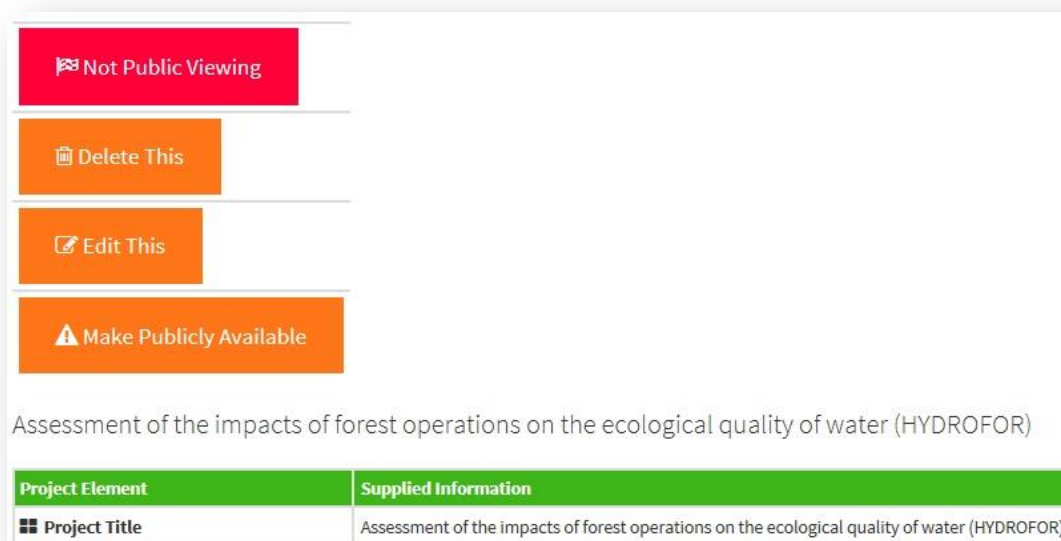 Not Public Viewing
Delete This
Edit This
Make Publicly Available
Assessment of the impacts of forest operations on the ecological quality of water (HYDROFOR)
Project Element Supplied Information
Project Title Assessment of the impacts of forest operations on the ecological quality of water (HYDROFOR)